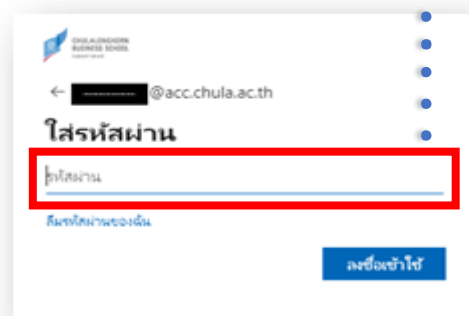 CHULALONGKORN
BUSINESS SCHOOL
← @acc.chula.ac.th
ใส่รหัสผ่าน
รหัสผ่าน
ลืมรหัสผ่านของฉัน
ลงชื่อเข้าใช้